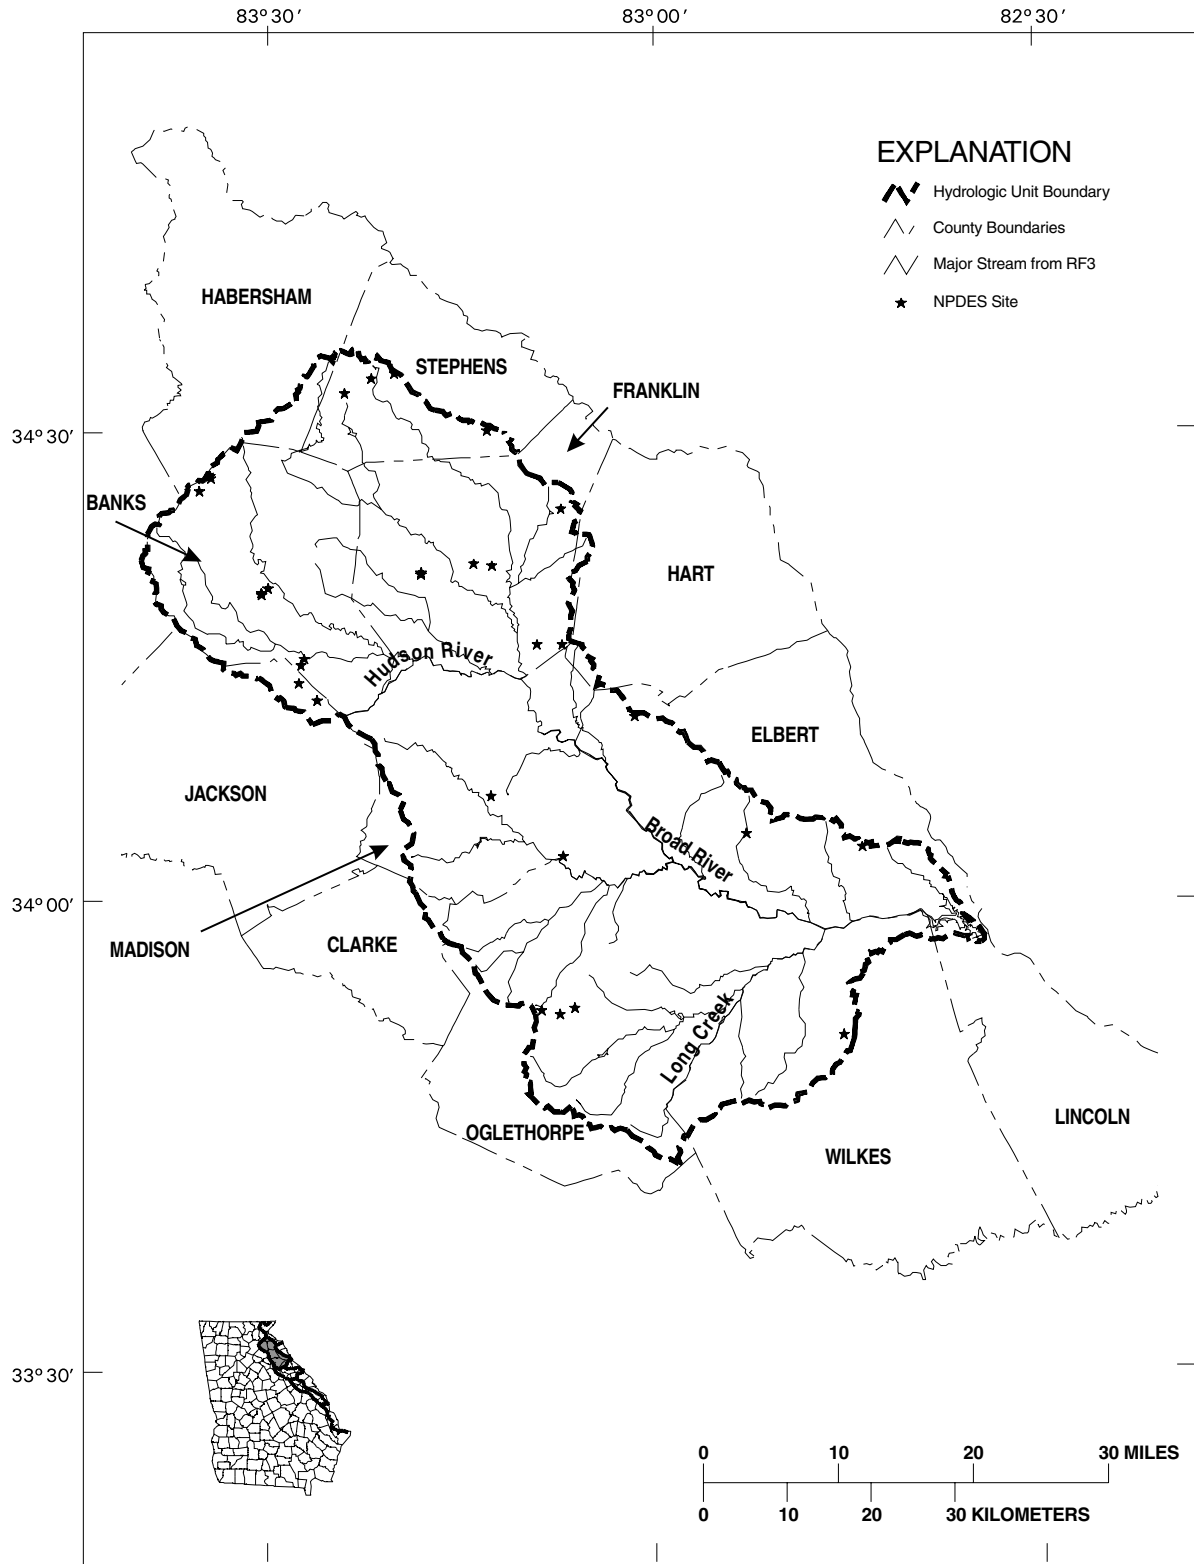 83° 30′ 83° 00′ 82° 30′
EXPLANATION
Hydrologic Unit Boundary
County Boundaries
Major Stream from RF3
NPDES Site
HABERSHAM
STEPHENS
FRANKLIN
34° 30′
BANKS
HART
Hudson River
ELBERT
JACKSON
Broad River
34° 00′
MADISON
CLARKE
Long Creek
OGLETHORPE
LINCOLN
WILKES
33° 30′
0 10 20 30 MILES
0 10 20 30 KILOMETERS